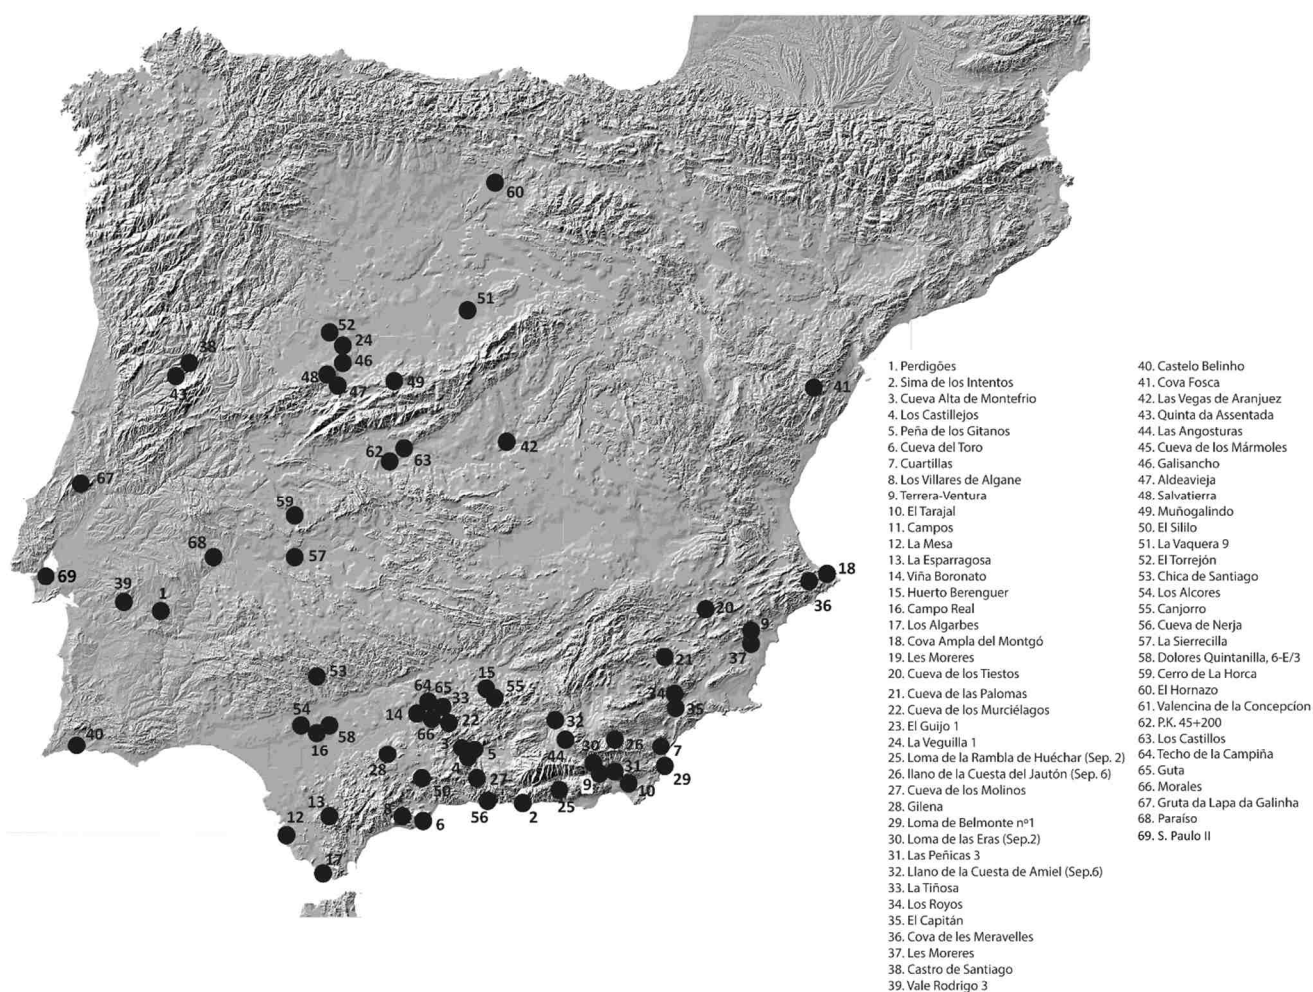 60
51
52
24
38
46
48
49
43
47
41
42
62
63
67
59
68
57
69
18
39
1
36
20
9
37
53
21
15
64
65
33
55
34
14
54
22
32
35
66
40
58
16
3
5
44
30
26
7
28
4
31
29
27
9
50
10
13
8
56
2
25
12
6
17
1. Perdigões
2. Sima de los Intentos
3. Cueva Alta de Montefrio
4. Los Castillejos
5. Peña de los Gitanos
6. Cueva del Toro
7. Cuartillas
8. Los Villares de Algane
9. Terrera-Ventura
10. El Tarajal
11. Campos
12. La Mesa
13. La Esparragosa
14. Viña Boronato
15. Huerto Berenguer
16. Campo Real
17. Los Algarbes
18. Cova Ampla del Montgó
19. Les Moreres
20. Cueva de los Tiestos
21. Cueva de las Palomas
22. Cueva de los Murciélagos
23. El Guijo 1
24. La Veguilla 1
25. Loma de la Rambla de Huéchar (Sep. 2)
26. llano de la Cuesta del Jautón (Sep. 6)
27. Cueva de los Molinos
28. Gilena
29. Loma de Belmonte nº1
30. Loma de las Eras (Sep.2)
31. Las Peñicas 3
32. Llano de la Cuesta de Amiel (Sep.6)
33. La Tiñosa
34. Los Royos
35. El Capitán
36. Cova de les Meravelles
37. Les Moreres
38. Castro de Santiago
39. Vale Rodrigo 3
40. Castelo Belinho
41. Cova Fosca
42. Las Vegas de Aranjuez
43. Quinta da Assentada
44. Las Angosturas
45. Cueva de los Mármoles
46. Galisancho
47. Aldeavieja
48. Salvatierra
49. Muñogalindo
50. El Sililo
51. La Vaquera 9
52. El Torrejón
53. Chica de Santiago
54. Los Alcores
55. Canjorro
56. Cueva de Nerja
57. La Sierrecilla
58. Dolores Quintanilla, 6-E/3
59. Cerro de La Horca
60. El Hornazo
61. Valencina de la Concepcion
62. P.K. 45+200
63. Los Castillos
64. Techo de la Campiña
65. Guta
66. Morales
67. Gruta da Lapa da Galinha
68. Paraíso
69. S. Paulo II